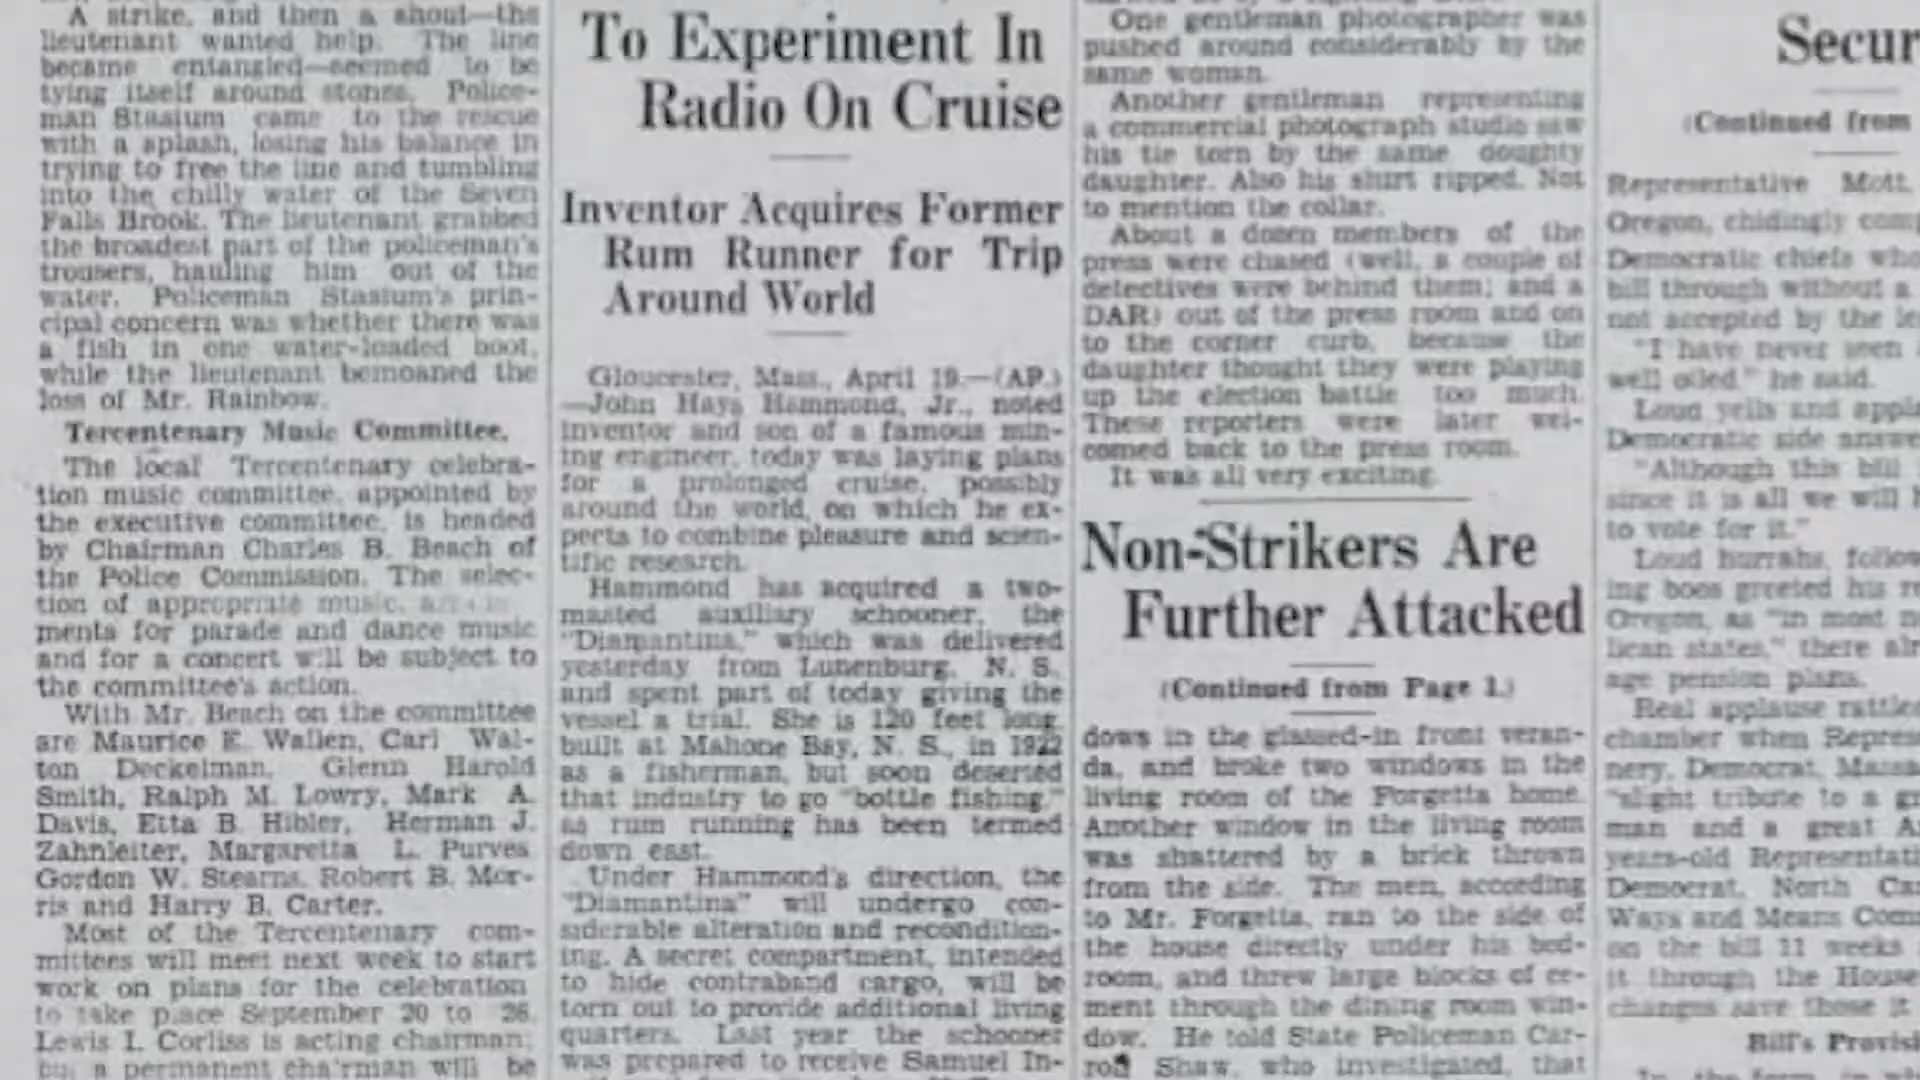 A strike, and then a shout—the
lieutenant wanted help. The line
became entangled—seemed to be
tying itself around stones. Police-
man Stasium came to the rescue
with a splash, losing his balance in
trying to free the line and tumbling
into the chilly water of the Seven
Falls Brook. The lieutenant grabbed
the broadest part of the policeman's
trousers, hauling him out of the
water. Policeman Stasium's prin-
cipal concern was whether there was
a fish in one water-loaded boot,
while the lieutenant bemoaned the
loss of Mr. Rainbow.
Tercentenary Music Committee.
The local Tercentenary celebra-
tion music committee, appointed by
the executive committee, is headed
by Chairman Charles B. Beach of
the Police Commission. The selec-
tion of appropriate music,
ments for parade and dance music
and for a concert will be subject to
the committee's action.
With Mr. Beach on the committee
are Maurice E. Wallen, Carl Wal-
ton Deckelman, Glenn Harold
Smith, Ralph M. Lowry, Mark A.
Davis, Etta B. Hibler, Herman J.
Zahnleiter, Margaretta L. Purves
Gordon W. Stearns, Robert B. Mor-
ris and Harry B. Carter.
Most of the Tercentenary com-
mittees will meet next week to start
work on plans for the celebration
to take place September 20 to 26.
Lewis I. Corliss is acting chairman,
but a permanent chairman will be
To Experiment In
Radio On Cruise
Inventor Acquires Former
Rum Runner for Trip
Around World
Gloucester, Mass., April 19.—(AP.)
—John Hays Hammond, Jr., noted
inventor and son of a famous min-
ing engineer, today was laying plans
for a prolonged cruise, possibly
around the world, on which he ex-
pects to combine pleasure and scien-
tific research.
Hammond has acquired a two-
masted auxiliary schooner, the
"Diamantina," which was delivered
yesterday from Lunenburg, N. S.,
and spent part of today giving the
vessel a trial. She is 120 feet long,
built at Mahone Bay, N. S., in 1922
as a fisherman, but soon deserted
that industry to go "bottle fishing,"
as rum running has been termed
down east.
Under Hammond's direction, the
"Diamantina" will undergo con-
siderable alteration and recondition-
ing. A secret compartment, intended
to hide contraband cargo, will be
torn out to provide additional living
quarters. Last year the schooner
was prepared to receive Samuel In-
One gentleman photographer was
pushed around considerably by the
same woman.
Another gentleman representing
a commercial photograph studio saw
his tie torn by the same doughty
daughter. Also his shirt ripped. Not
to mention the collar.
About a dozen members of the
press were chased (well, a couple of
detectives were behind them; and a
DAR) out of the press room and on
to the corner curb, because the
daughter thought they were playing
up the election battle too much.
These reporters were later wel-
comed back to the press room.
It was all very exciting.
Non-Strikers Are
Further Attacked
(Continued from Page 1.)
dows in the glassed-in front veran-
da, and broke two windows in the
living room of the Forgetta home.
Another window in the living room
was shattered by a brick thrown
from the side. The men, according
to Mr. Forgetta, ran to the side of
the house directly under his bed-
room, and threw large blocks of ce-
ment through the dining room win-
dow. He told State Policeman Car-
roll Shaw, who investigated, that
Secur
(Continued from
Representative Mott,
Oregon, chidingly comp
Democratic chiefs who
bill through without a
not accepted by the le
"I have never seen
well oiled," he said.
Loud yells and appla
Democratic side answe
"Although this bill
since it is all we will h
to vote for it."
Loud hurrahs, follow
ing boos greeted his re
Oregon, as "in most
lican states," there alr
age pension plans.
Real applause rattle
chamber when Repres
nery, Democrat, Massa
"slight tribute to a gr
man and a great A
years-old Representati
Democrat, North Ca
Ways and Means Com
on the bill 11 weeks
it through the House
changes save those it
Bill's Provisi